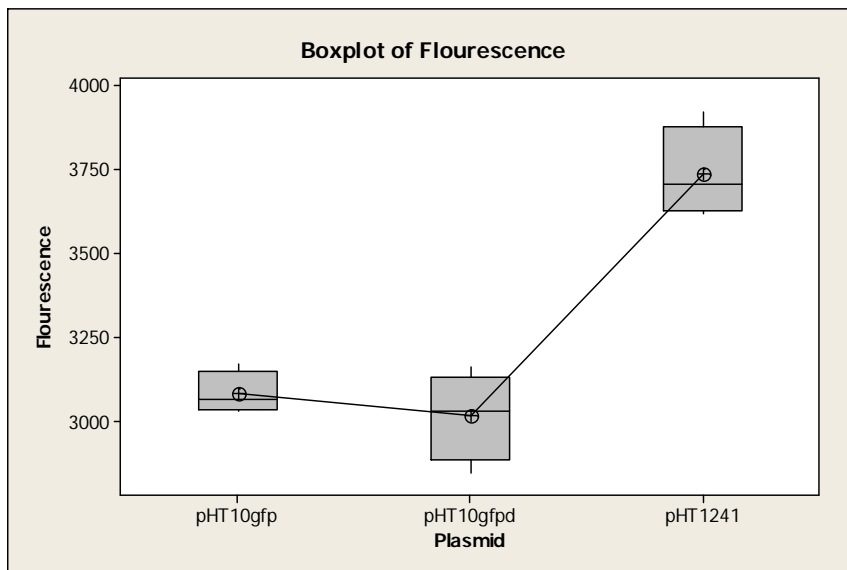 Boxplot of Flourescence
4000
3750
3500
3250
3000
Flourescence
pHT10gfp pHT10gfpd pHT1241
Plasmid